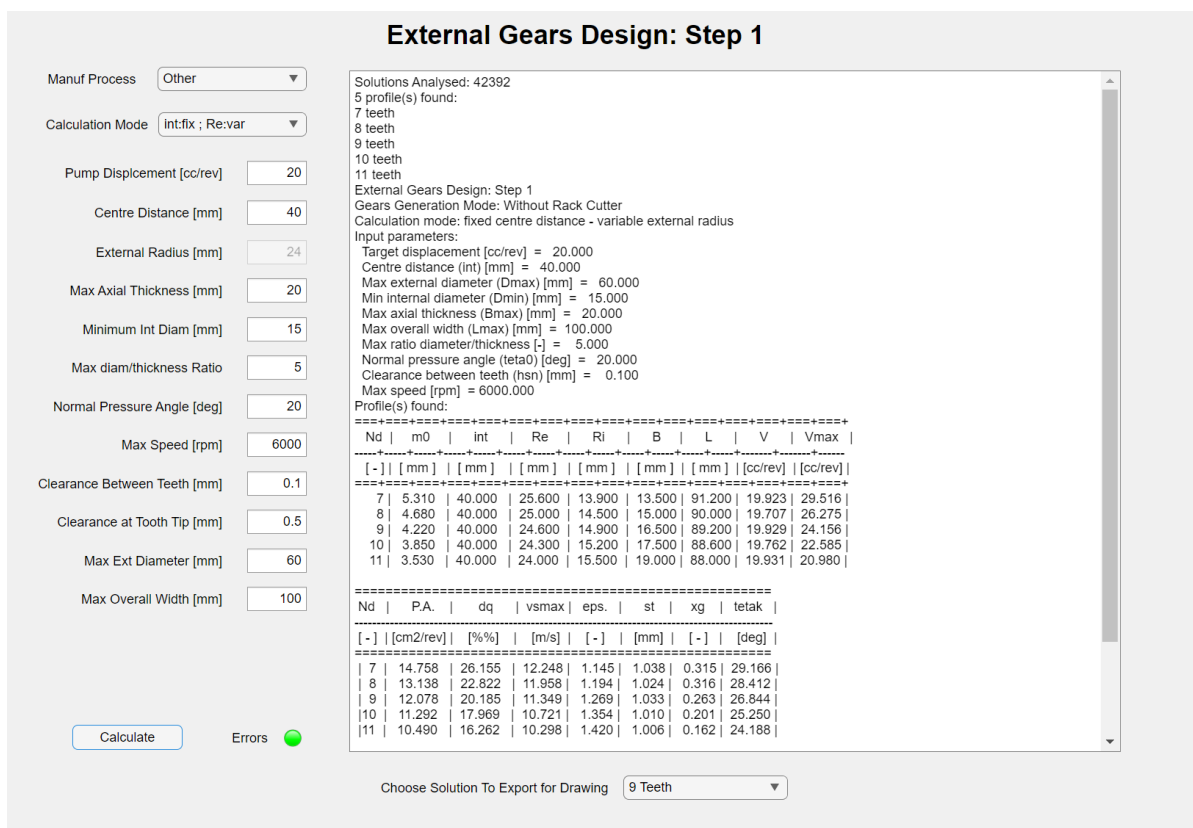 External Gears Design: Step 1
Manuf Process Other
Calculation Mode int:fix ; Re:var
Pump Displcement [cc/rev] 20
Centre Distance [mm] 40
External Radius [mm] 24
Max Axial Thickness [mm] 20
Minimum Int Diam [mm] 15
Max diam/thickness Ratio 5
Normal Pressure Angle [deg] 20
Max Speed [rpm] 6000
Clearance Between Teeth [mm] 0.1
Clearance at Tooth Tip [mm] 0.5
Max Ext Diameter [mm] 60
Max Overall Width [mm] 100
Calculate Errors
Solutions Analysed: 42392
5 profile(s) found:
7 teeth
8 teeth
9 teeth
10 teeth
11 teeth
External Gears Design: Step 1
Gears Generation Mode: Without Rack Cutter
Calculation mode: fixed centre distance - variable external radius
Input parameters:
Target displacement [cc/rev] = 20.000
Centre distance (int) [mm] = 40.000
Max external diameter (Dmax) [mm] = 60.000
Min internal diameter (Dmin) [mm] = 15.000
Max axial thickness (Bmax) [mm] = 20.000
Max overall width (Lmax) [mm] = 100.000
Max ratio diameter/thickness [-] = 5.000
Normal pressure angle (teta0) [deg] = 20.000
Clearance between teeth (hsn) [mm] = 0.100
Max speed [rpm] = 6000.000
Profile(s) found:
===+===+===+===+===+===+===+===+===+===+===+===+===+===+===+===+
Nd | m0 | int | Re | Ri | B | L | V | Vmax |
-----+-----+-----+-----+-----+-----+-----+-----+-----+-----+-------+-------+------
[ - ] | [ mm ] | [ mm ] | [ mm ] | [ mm ] | [ mm ] | [ mm ] | [cc/rev] | [cc/rev] |
===+===+===+===+===+===+===+===+===+===+===+===+===+===+===+===+
7 | 5.310 | 40.000 | 25.600 | 13.900 | 13.500 | 91.200 | 19.923 | 29.516 |
8 | 4.680 | 40.000 | 25.000 | 14.500 | 15.000 | 90.000 | 19.707 | 26.275 |
9 | 4.220 | 40.000 | 24.600 | 14.900 | 16.500 | 89.200 | 19.929 | 24.156 |
10 | 3.850 | 40.000 | 24.300 | 15.200 | 17.500 | 88.600 | 19.762 | 22.585 |
11 | 3.530 | 40.000 | 24.000 | 15.500 | 19.000 | 88.000 | 19.931 | 20.980 |
======================================================
Nd | P.A. | dq | vsmax | eps. | st | xg | tetak |
------------------------------------------------------
[ - ] | [cm2/rev] | [%%] | [m/s] | [ - ] | [mm] | [ - ] | [deg] |
======================================================
| 7 | 14.758 | 26.155 | 12.248 | 1.145 | 1.038 | 0.315 | 29.166 |
| 8 | 13.138 | 22.822 | 11.958 | 1.194 | 1.024 | 0.316 | 28.412 |
| 9 | 12.078 | 20.185 | 11.349 | 1.269 | 1.033 | 0.263 | 26.844 |
|10 | 11.292 | 17.969 | 10.721 | 1.354 | 1.010 | 0.201 | 25.250 |
|11 | 10.490 | 16.262 | 10.298 | 1.420 | 1.006 | 0.162 | 24.188 |
Choose Solution To Export for Drawing 9 Teeth